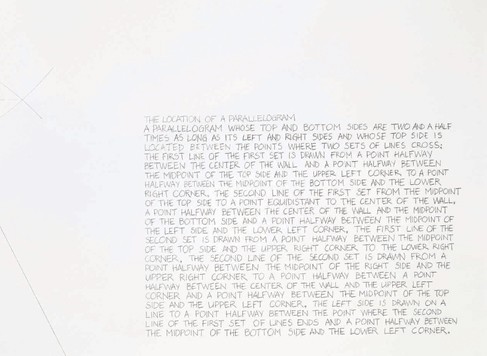 THE LOCATION OF A PARALLELOGRAM
A PARALLELOGRAM WHOSE TOP AND BOTTOM SIDES ARE TWO AND A HALF
TIMES AS LONG AS ITS LEFT AND RIGHT SIDES AND WHOSE TOP SIDE IS
LOCATED BETWEEN THE POINTS WHERE TWO SETS OF LINES CROSS;
THE FIRST LINE OF THE FIRST SET IS DRAWN FROM A POINT HALFWAY
BETWEEN THE CENTER OF THE WALL AND A POINT HALFWAY BETWEEN
THE MIDPOINT OF THE TOP SIDE AND THE UPPER LEFT CORNER TO A POINT
HALFWAY BETWEEN THE MIDPOINT OF THE BOTTOM SIDE AND THE LOWER
RIGHT CORNER, THE SECOND LINE OF THE FIRST SET FROM THE MIDPOINT
OF THE TOP SIDE TO A POINT EQUIDISTANT TO THE CENTER OF THE WALL,
A POINT HALFWAY BETWEEN THE CENTER OF THE WALL AND THE MIDPOINT
OF THE BOTTOM SIDE AND A POINT HALFWAY BETWEEN THE MIDPOINT OF
THE LEFT SIDE AND THE LOWER LEFT CORNER, THE FIRST LINE OF THE
SECOND SET IS DRAWN FROM A POINT HALFWAY BETWEEN THE MIDPOINT
OF THE TOP SIDE AND THE UPPER RIGHT CORNER TO THE LOWER RIGHT
CORNER, THE SECOND LINE OF THE SECOND SET IS DRAWN FROM A
POINT HALFWAY BETWEEN THE MIDPOINT OF THE RIGHT SIDE AND THE
UPPER RIGHT CORNER TO A POINT HALFWAY BETWEEN A POINT
HALFWAY BETWEEN THE CENTER OF THE WALL AND THE UPPER LEFT
CORNER AND A POINT HALFWAY BETWEEN THE MIDPOINT OF THE TOP
SIDE AND THE UPPER LEFT CORNER. THE LEFT SIDE IS DRAWN ON A
LINE TO A POINT HALFWAY BETWEEN THE POINT WHERE THE SECOND
LINE OF THE FIRST SET OF LINES ENDS AND A POINT HALFWAY BETWEEN
THE MIDPOINT OF THE BOTTOM SIDE AND THE LOWER LEFT CORNER.